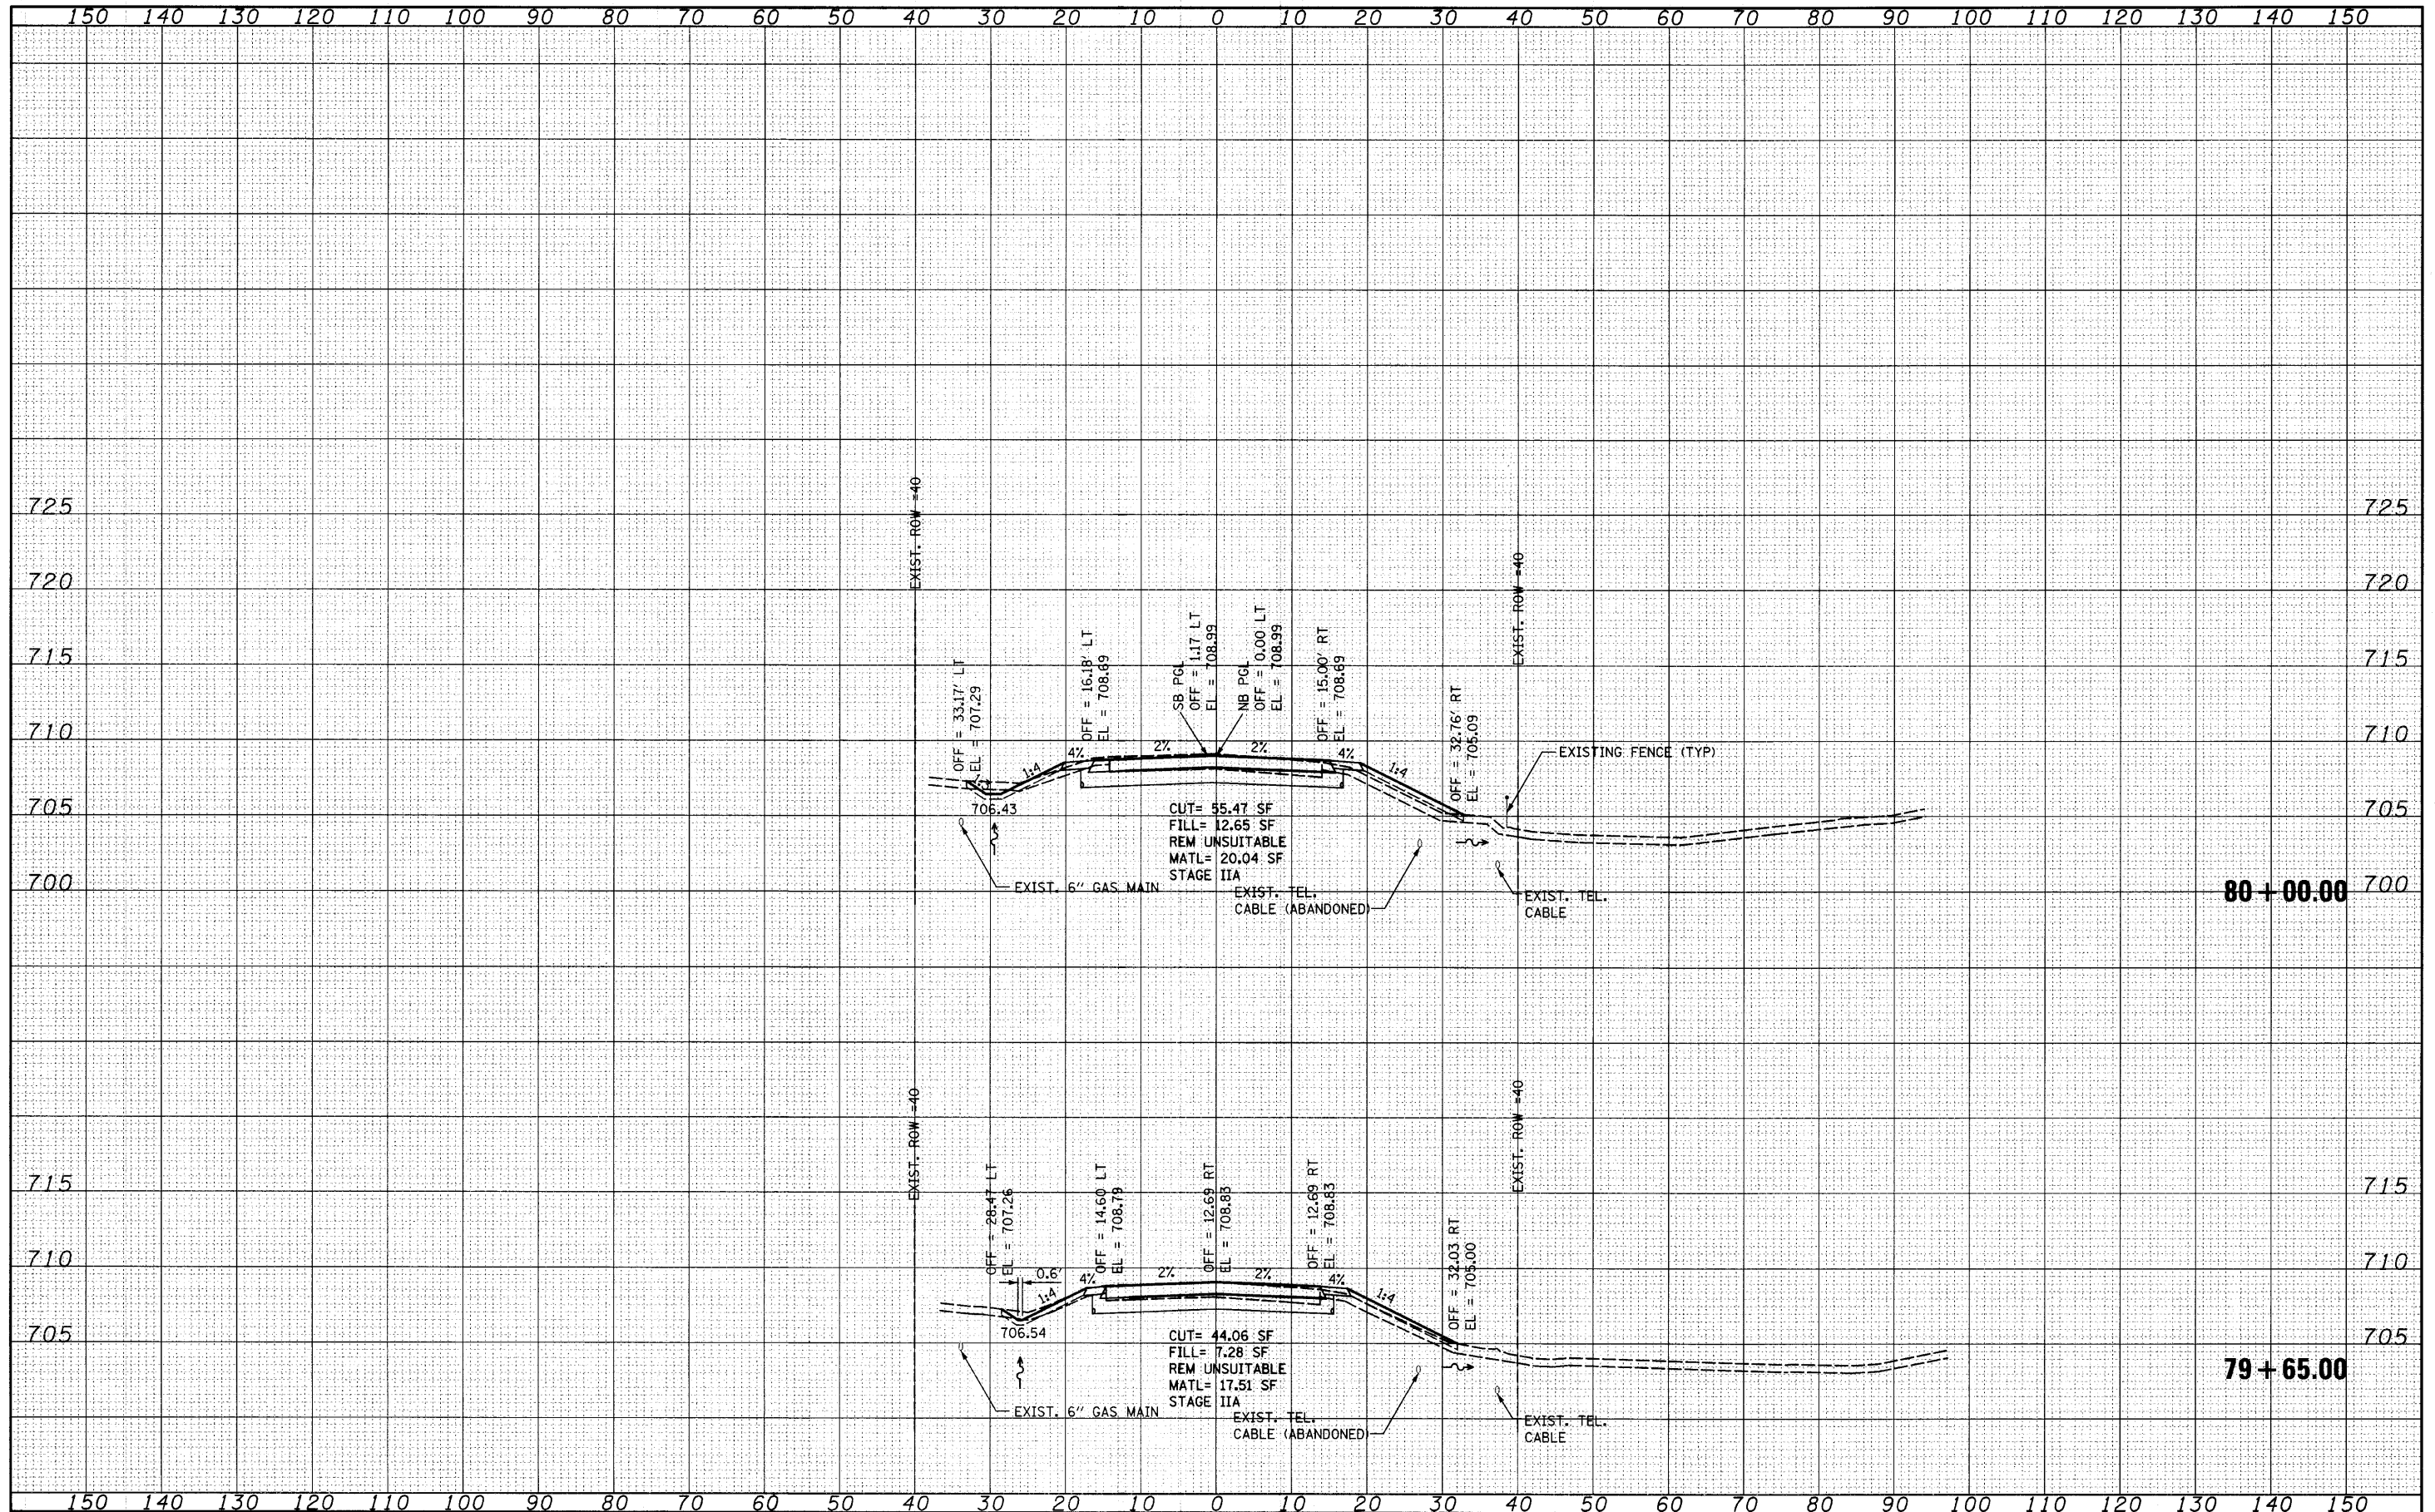 150 140 130 120 110 100 90 80 70 60 50 40 30 20 10 0 10 20 30 40 50 60 70 80 90 100 110 120 130 140 150
EXIST. ROW =40
725 725
EXIST. ROW =40
720 720
715 715
710 710
705 705
700 700
OFF = 33.17' LT
EL = 707.29
OFF = 16.18' LT
EL = 708.69
SB PGL
OFF = 1.17 LT
EL = 708.99
NB PGL
OFF = 0.00 LT
EL = 708.99
OFF = 15.00' RT
EL = 708.69
OFF = 32.76' RT
EL = 705.09
1:4
4%
2%
2%
4%
1:4
EXISTING FENCE (TYP)
706.43
CUT= 55.47 SF
FILL= 12.65 SF
REM UNSUITABLE
MATL= 20.04 SF
STAGE IIA
EXIST. 6" GAS MAIN
EXIST. TEL.
CABLE (ABANDONED)
EXIST. TEL.
CABLE
80 + 00.00
EXIST. ROW =40
EXIST. ROW =40
715 715
710 710
705 705
OFF = 28.47 LT
EL = 707.26
OFF = 14.60 LT
EL = 708.79
OFF = 12.69 RT
EL = 708.83
OFF = 12.69 RT
EL = 708.83
OFF = 32.03 RT
EL = 705.00
0.6'
1:4
4%
2%
2%
4%
1:4
706.54
CUT= 44.06 SF
FILL= 7.28 SF
REM UNSUITABLE
MATL= 17.51 SF
STAGE IIA
EXIST. 6" GAS MAIN
EXIST. TEL.
CABLE (ABANDONED)
EXIST. TEL.
CABLE
79 + 65.00
150 140 130 120 110 100 90 80 70 60 50 40 30 20 10 0 10 20 30 40 50 60 70 80 90 100 110 120 130 140 150